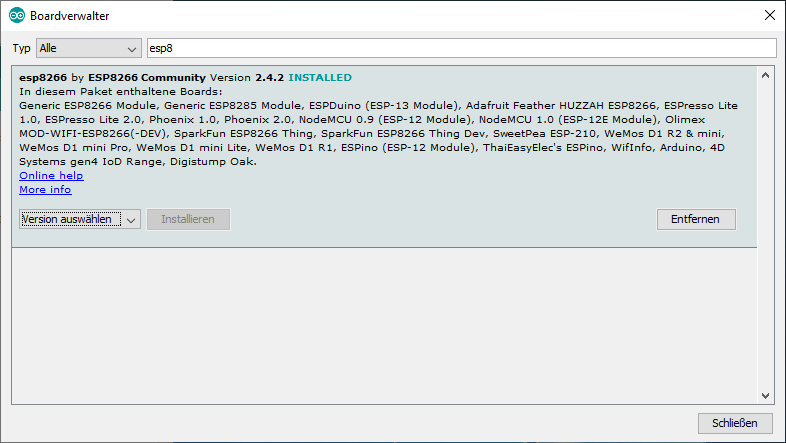 Boardverwalter
Typ Alle esp8
esp8266 by ESP8266 Community Version 2.4.2 INSTALLED
In diesem Paket enthaltene Boards:
Generic ESP8266 Module, Generic ESP8285 Module, ESPDuino (ESP-13 Module), Adafruit Feather HUZZAH ESP8266, ESPresso Lite
1.0, ESPresso Lite 2.0, Phoenix 1.0, Phoenix 2.0, NodeMCU 0.9 (ESP-12 Module), NodeMCU 1.0 (ESP-12E Module), Olimex
MOD-WIFI-ESP8266(-DEV), SparkFun ESP8266 Thing, SparkFun ESP8266 Thing Dev, SweetPea ESP-210, WeMos D1 R2 & mini,
WeMos D1 mini Pro, WeMos D1 mini Lite, WeMos D1 R1, ESPino (ESP-12 Module), ThaiEasyElec's ESPino, WifInfo, Arduino, 4D
Systems gen4 IoD Range, Digistump Oak.
Online help
More info
Version auswählen Installieren Entfernen
Schließen